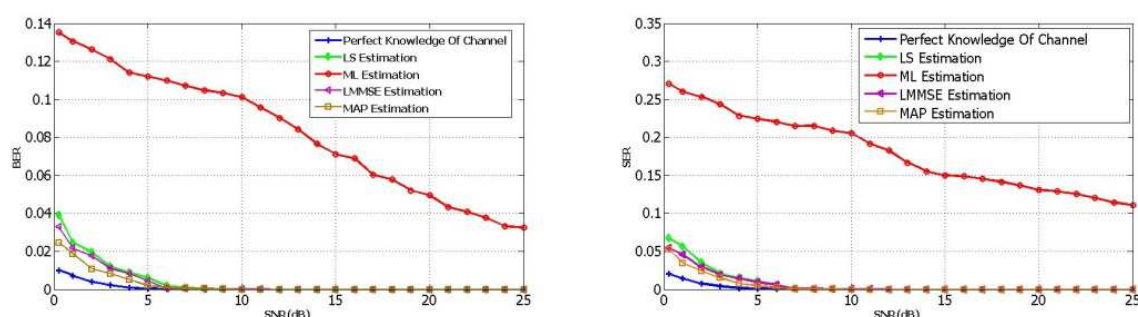 0.14
0.12
0.1
0.08
0.06
0.04
0.02
0
BER
0
5
10
15
20
25
SNR(dB)
Perfect Knowledge Of Channel
LS Estimation
ML Estimation
LMMSE Estimation
MAP Estimation
0.35
0.3
0.25
0.2
0.15
0.1
0.05
0
SER
0
5
10
15
20
25
SNR(dB)
Perfect Knowledge Of Channel
LS Estimation
ML Estimation
LMMSE Estimation
MAP Estimation